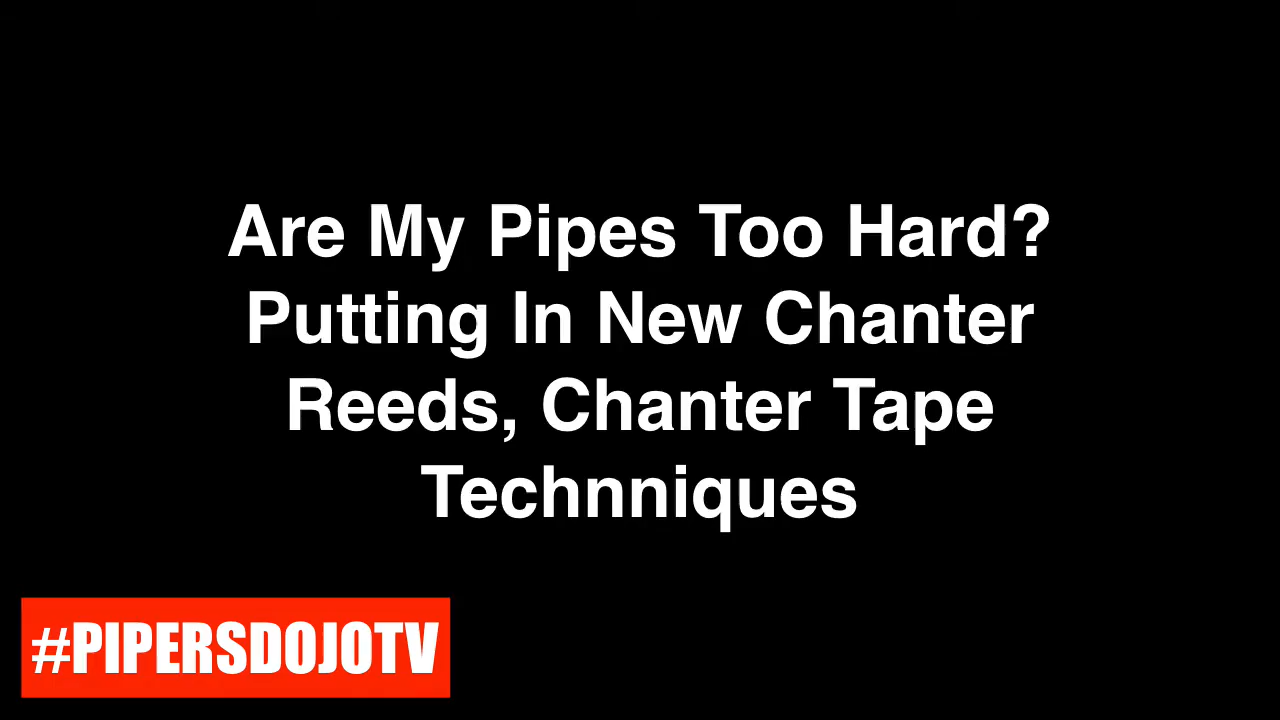 Are My Pipes Too Hard?
Putting In New Chanter
Reeds, Chanter Tape
Technniques
#PIPERSDOJOTV